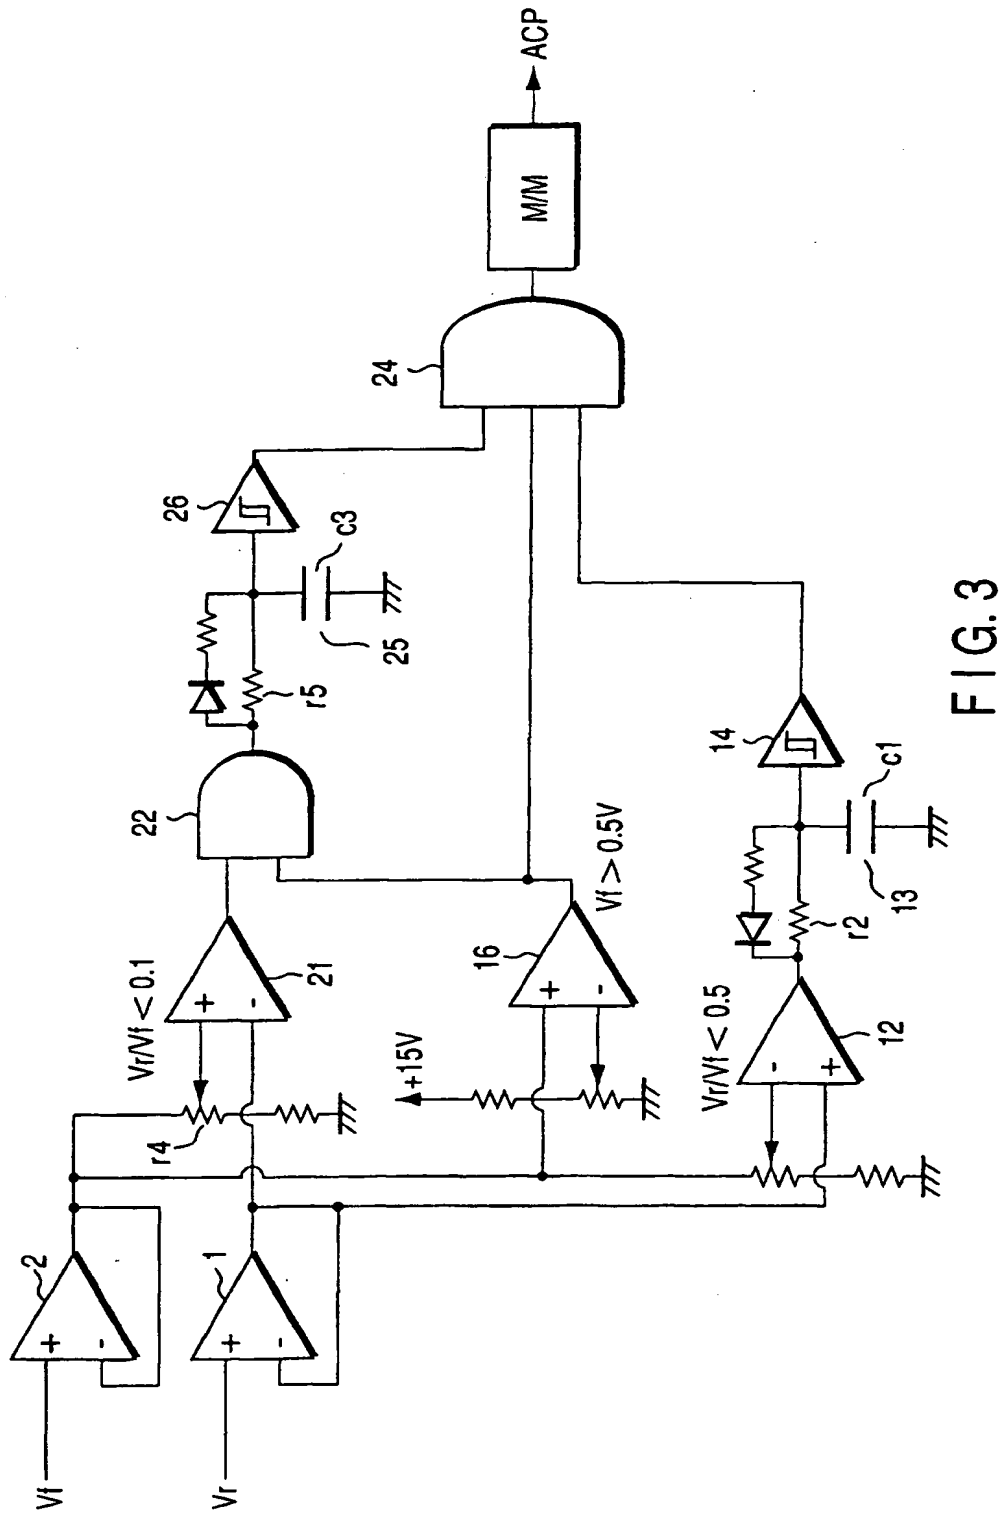 Vf
+
-
2
Vr
+
-
1
r4
Vr/Vf < 0.1
+
-
21
22
r5
25
c3
26
+15V
+
-
16
Vf > 0.5V
Vr/Vf < 0.5
-
+
12
r2
13
c1
14
24
M/M
ACP
FIG. 3